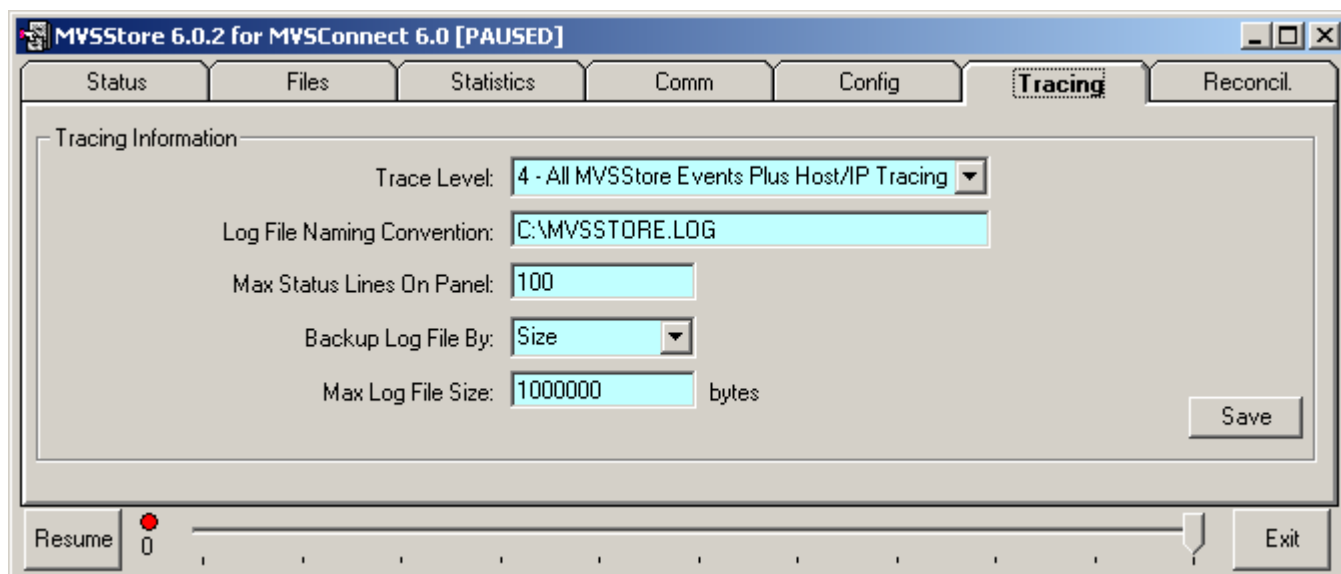 MVSStore 6.0.2 for MVSConnect 6.0 [PAUSED]
Status Files Statistics Comm Config Tracing Reconcil.
Tracing Information
Trace Level: 4 - All MVSStore Events Plus Host/IP Tracing
Log File Naming Convention: C:\MVSSTORE.LOG
Max Status Lines On Panel: 100
Backup Log File By: Size
Max Log File Size: 1000000 bytes
Save
Resume 0 Exit